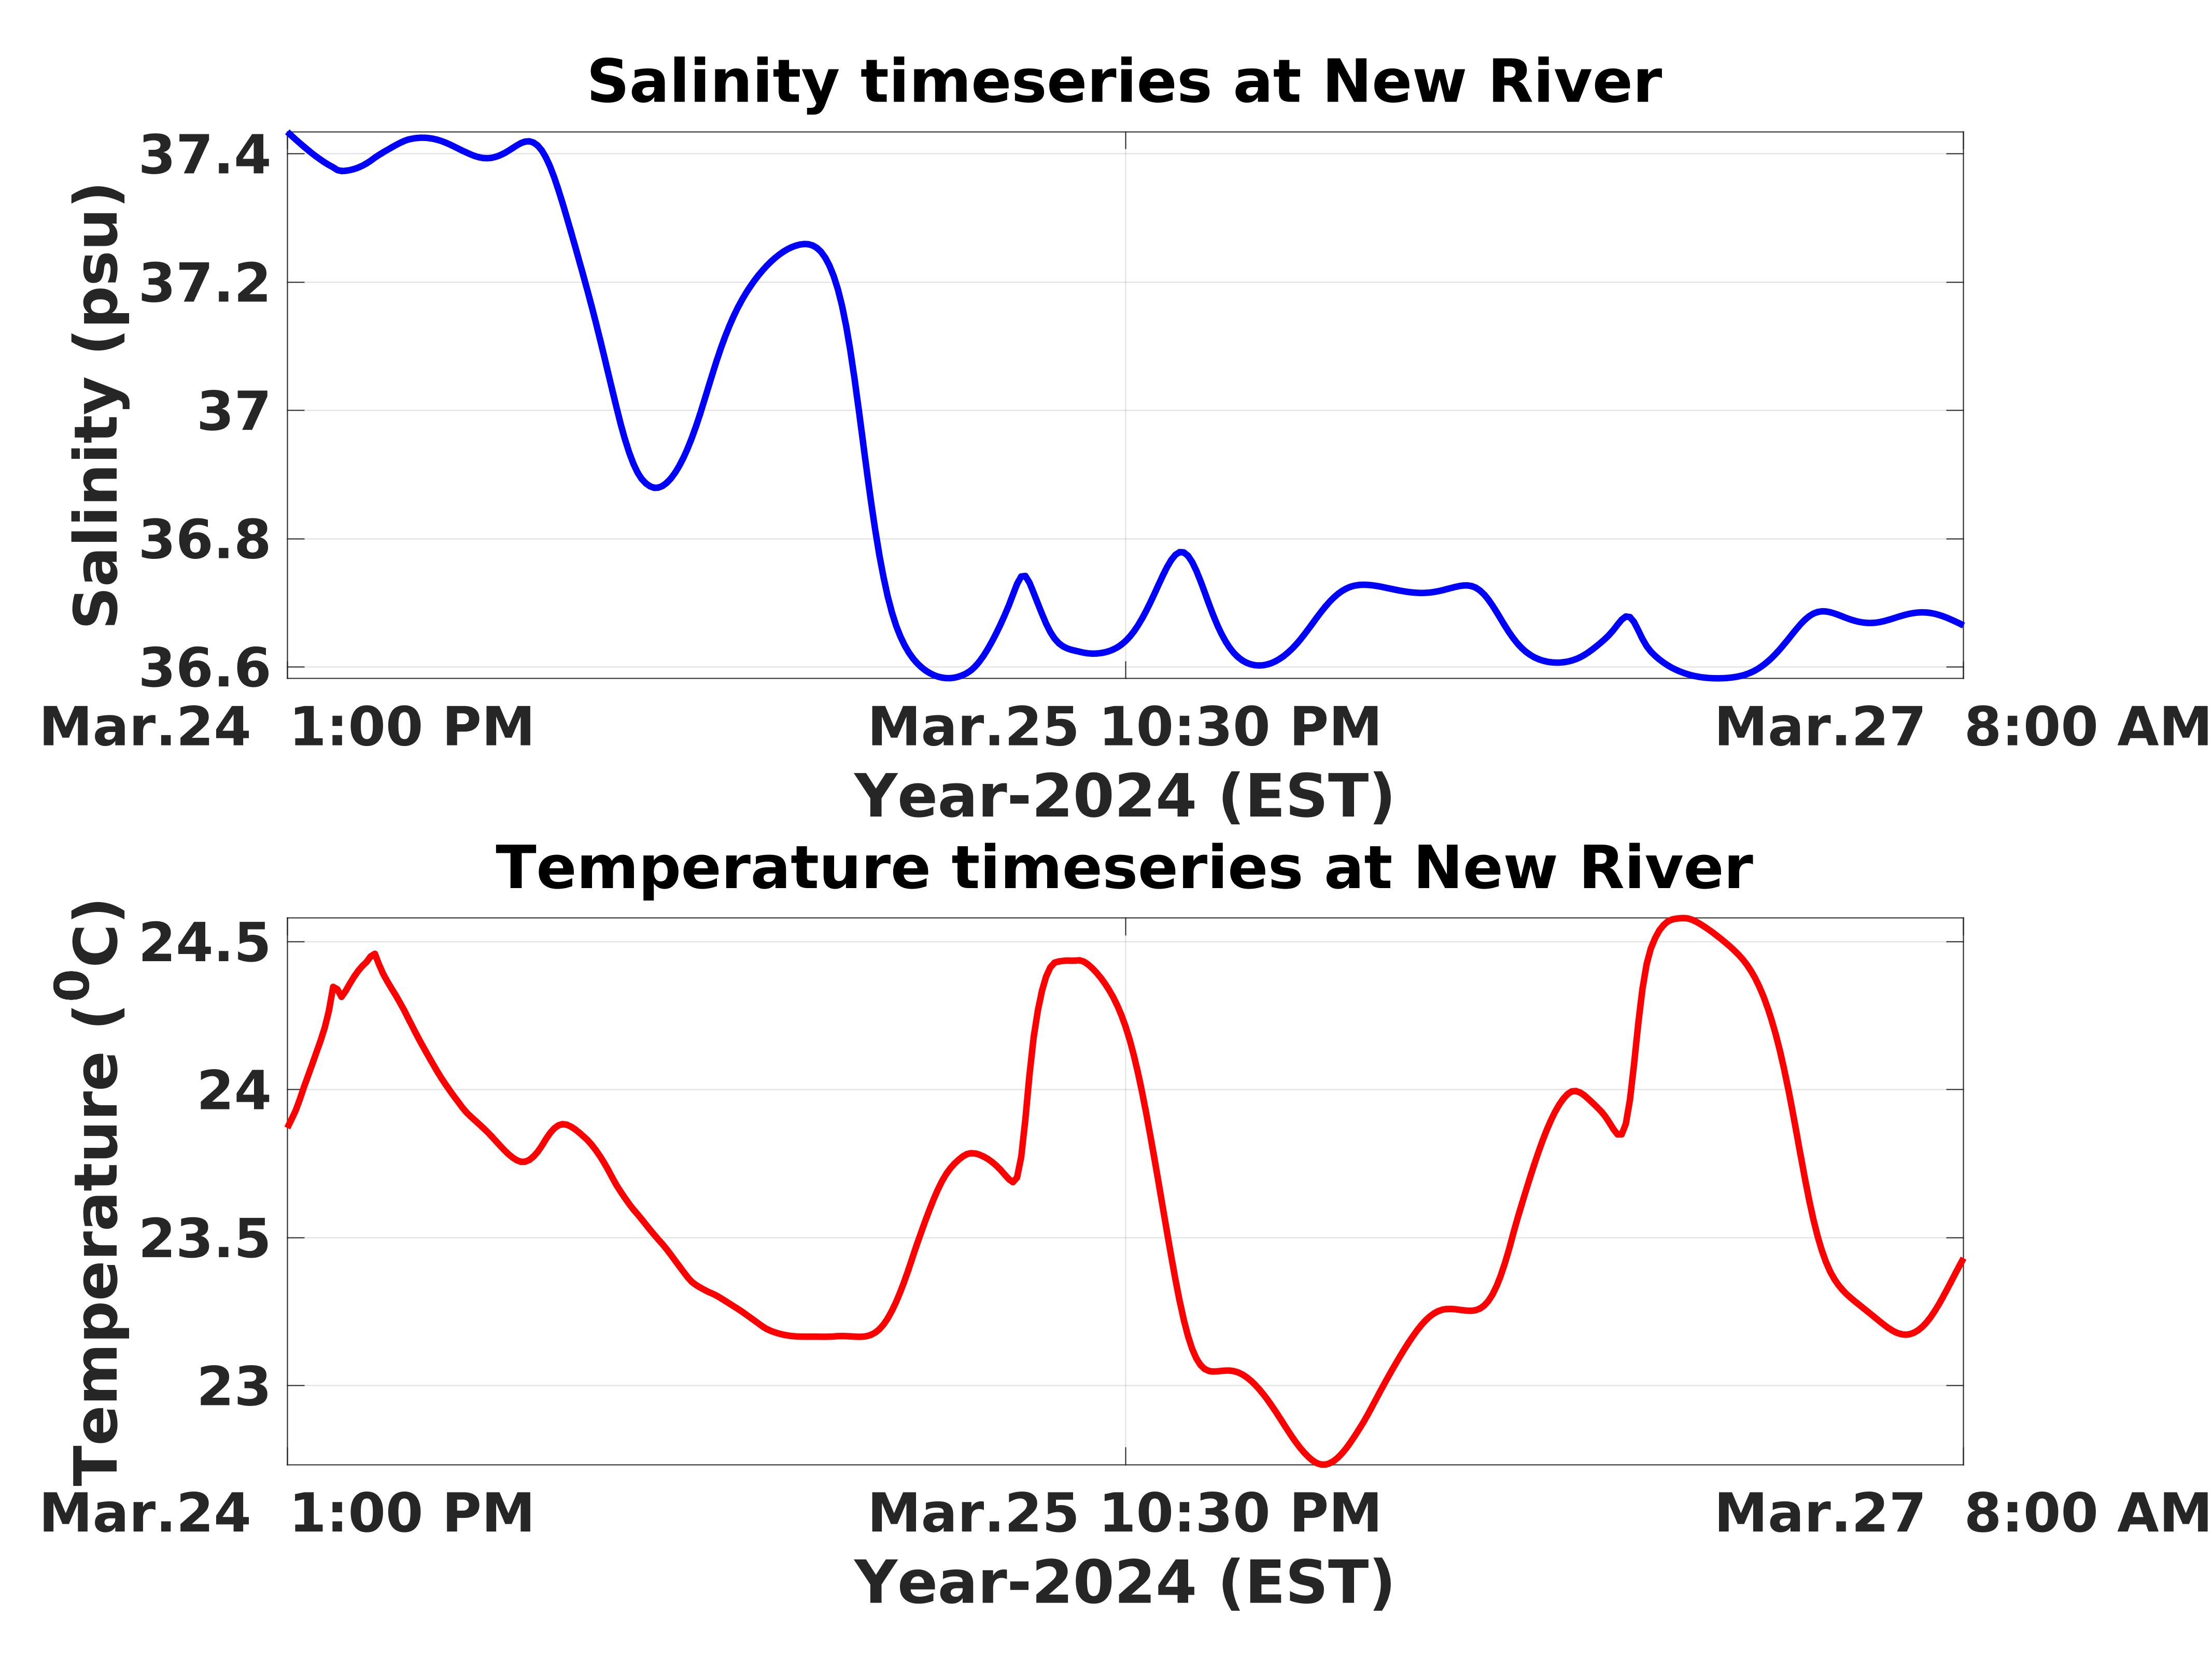 Salinity timeseries at New River
Salinity (psu)
37.4
37.2
37
36.8
36.6
Mar.24 1:00 PM Mar.25 10:30 PM Mar.27 8:00 AM
Year-2024 (EST)
Temperature timeseries at New River
Temperature (⁰C)
24.5
24
23.5
23
Mar.24 1:00 PM Mar.25 10:30 PM Mar.27 8:00 AM
Year-2024 (EST)